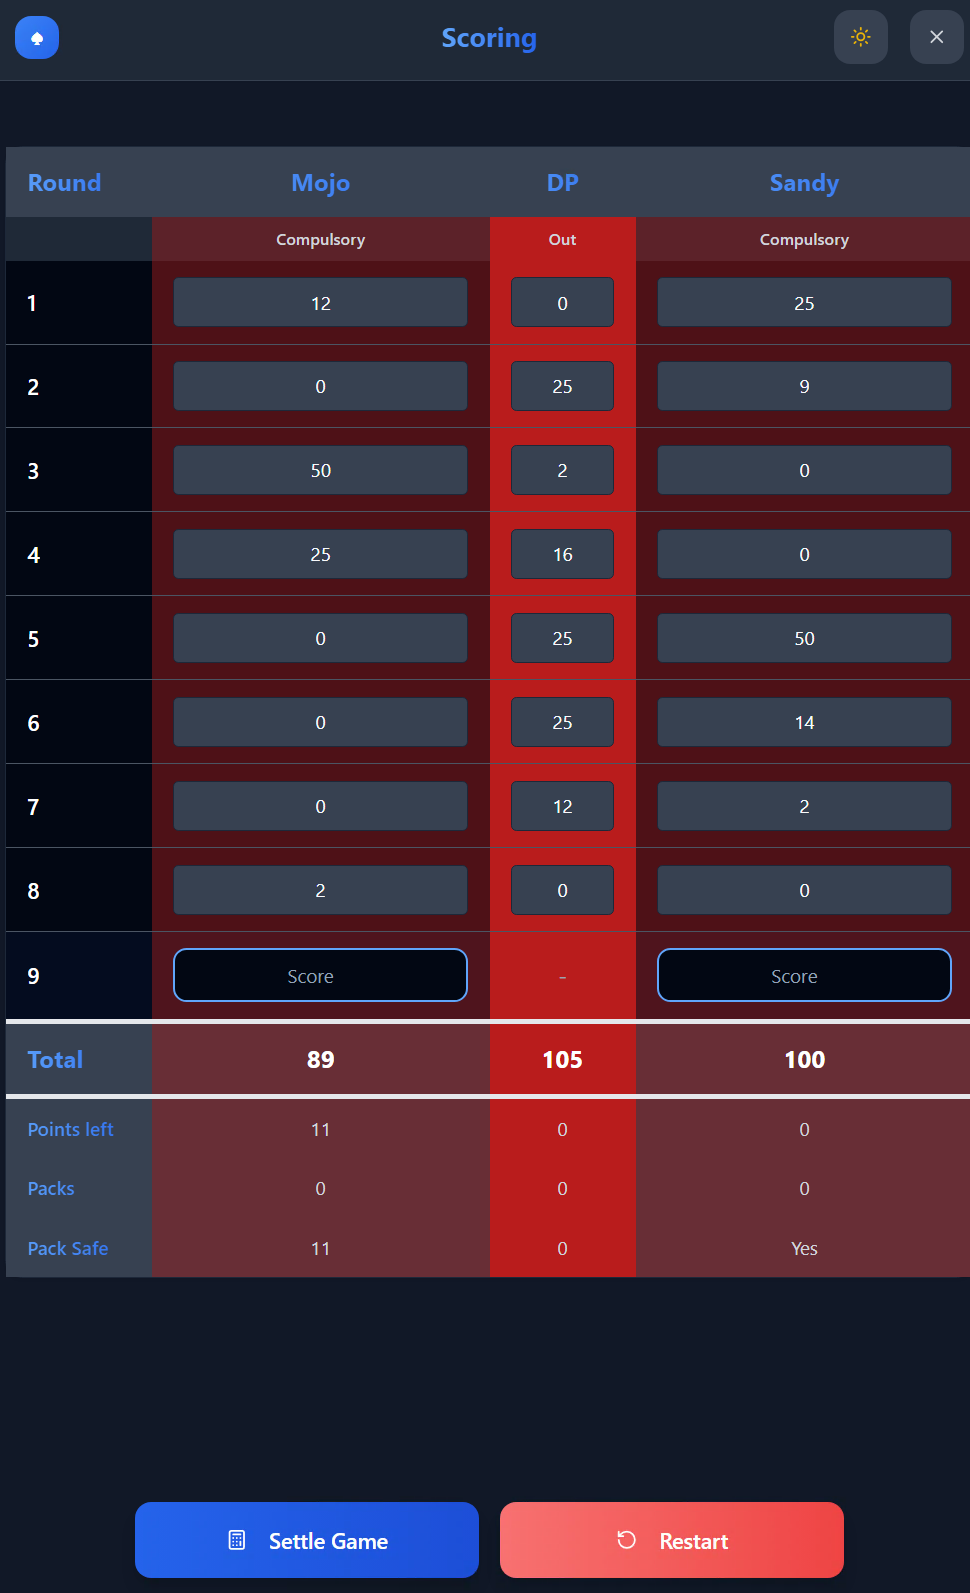 Scoring
Round Mojo DP Sandy
Compulsory Out Compulsory
1 12 0 25
2 0 25 9
3 50 2 0
4 25 16 0
5 0 25 50
6 0 25 14
7 0 12 2
8 2 0 0
9 Score - Score
Total 89 105 100
Points left 11 0 0
Packs 0 0 0
Pack Safe 11 0 Yes
Settle Game Restart